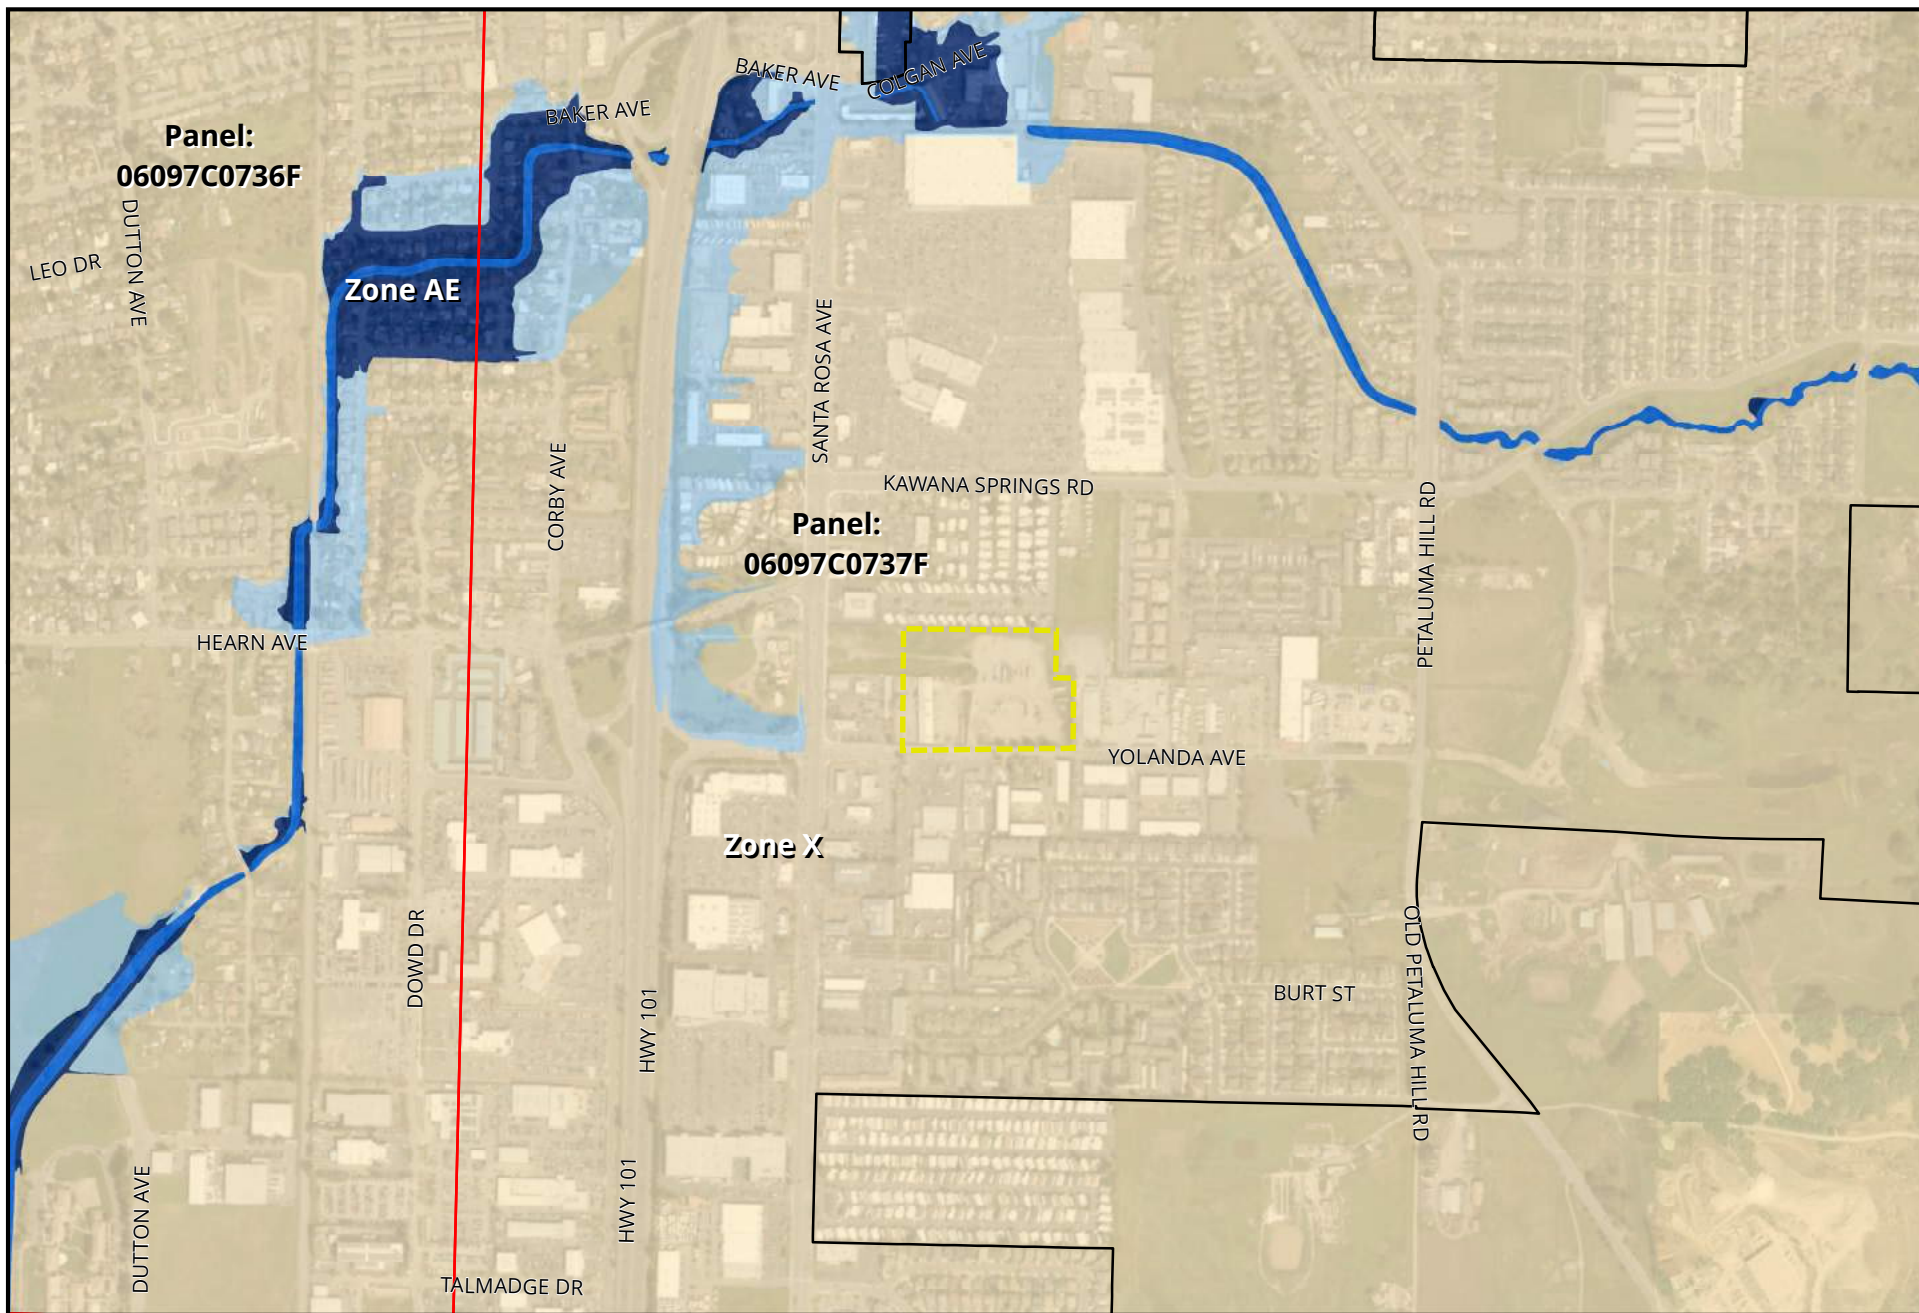 BAKER AVE
COLGAN AVE
BAKER AVE
Panel:
06097C0736F
DUTTON AVE
LEO DR
Zone AE
SANTA ROSA AVE
CORBY AVE
KAWANA SPRINGS RD
Panel:
06097C0737F
PETALUMA HILL RD
HEARN AVE
YOLANDA AVE
Zone X
DOWD DR
OLD PETALUMA HILL RD
BURT ST
HWY 101
HWY 101
DUTTON AVE
TALMADGE DR